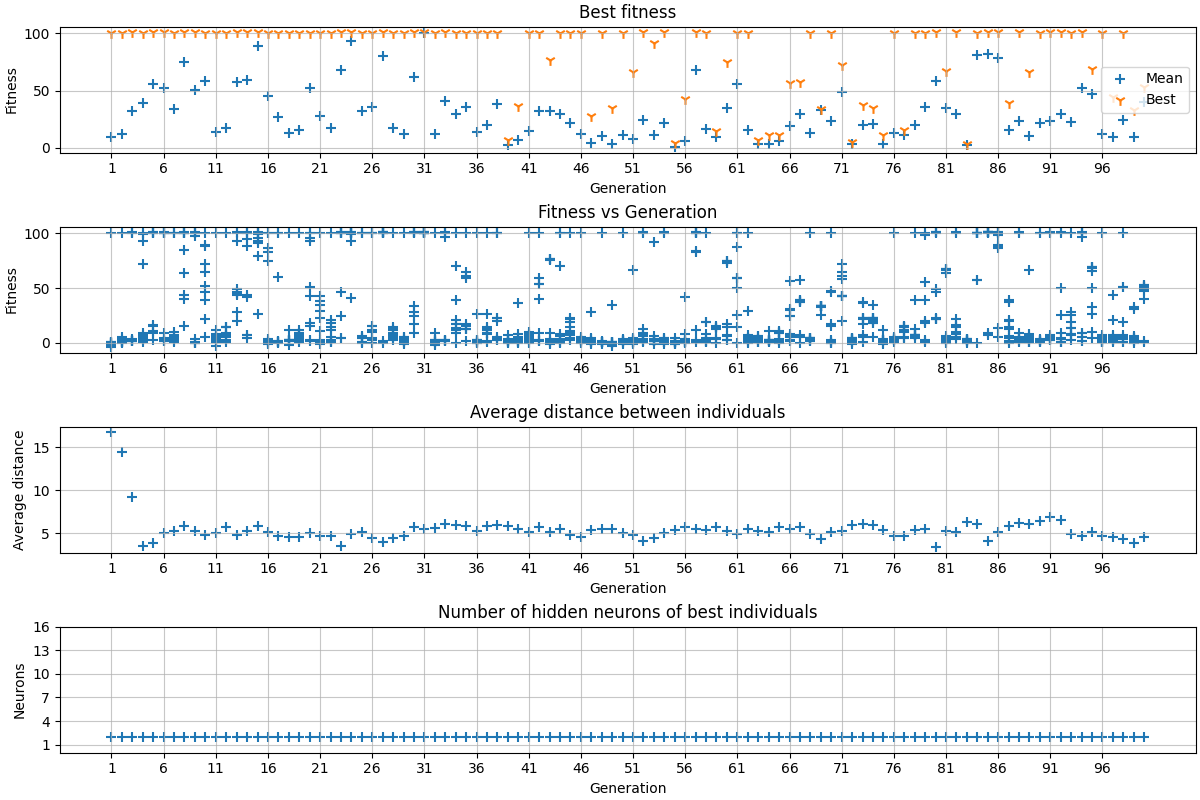 Best fitness
Fitness
100
50
0
Mean
Best
1 6 11 16 21 26 31 36 41 46 51 56 61 66 71 76 81 86 91 96
Generation
Fitness vs Generation
Fitness
100
50
0
1 6 11 16 21 26 31 36 41 46 51 56 61 66 71 76 81 86 91 96
Generation
Average distance between individuals
Average distance
15
10
5
1 6 11 16 21 26 31 36 41 46 51 56 61 66 71 76 81 86 91 96
Generation
Number of hidden neurons of best individuals
Neurons
16
13
10
7
4
1
1 6 11 16 21 26 31 36 41 46 51 56 61 66 71 76 81 86 91 96
Generation